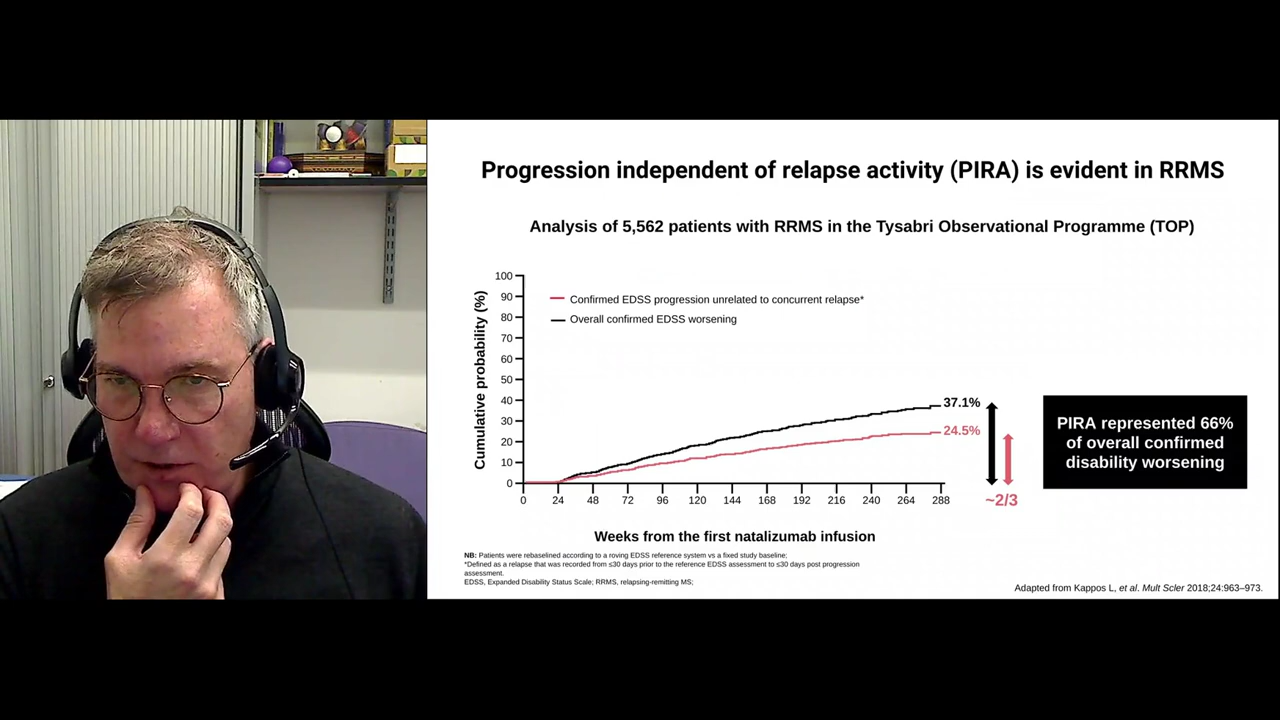 Progression independent of relapse activity (PIRA) is evident in RRMS
Analysis of 5,562 patients with RRMS in the Tysabri Observational Programme (TOP)
Cumulative probability (%)
100
90
80
70
60
50
40
30
20
10
0
Confirmed EDSS progression unrelated to concurrent relapse*
Overall confirmed EDSS worsening
37.1%
24.5%
~2/3
0 24 48 72 96 120 144 168 192 216 240 264 288
Weeks from the first natalizumab infusion
PIRA represented 66%
of overall confirmed
disability worsening
NB: Patients were rebaselined according to a roving EDSS reference system vs a fixed study baseline;
*Defined as a relapse that was recorded from ≤30 days prior to the reference EDSS assessment to ≤30 days post progression
assessment.
EDSS, Expanded Disability Status Scale; RRMS, relapsing-remitting MS;
Adapted from Kappos L, et al. Mult Scler 2018;24:963–973.